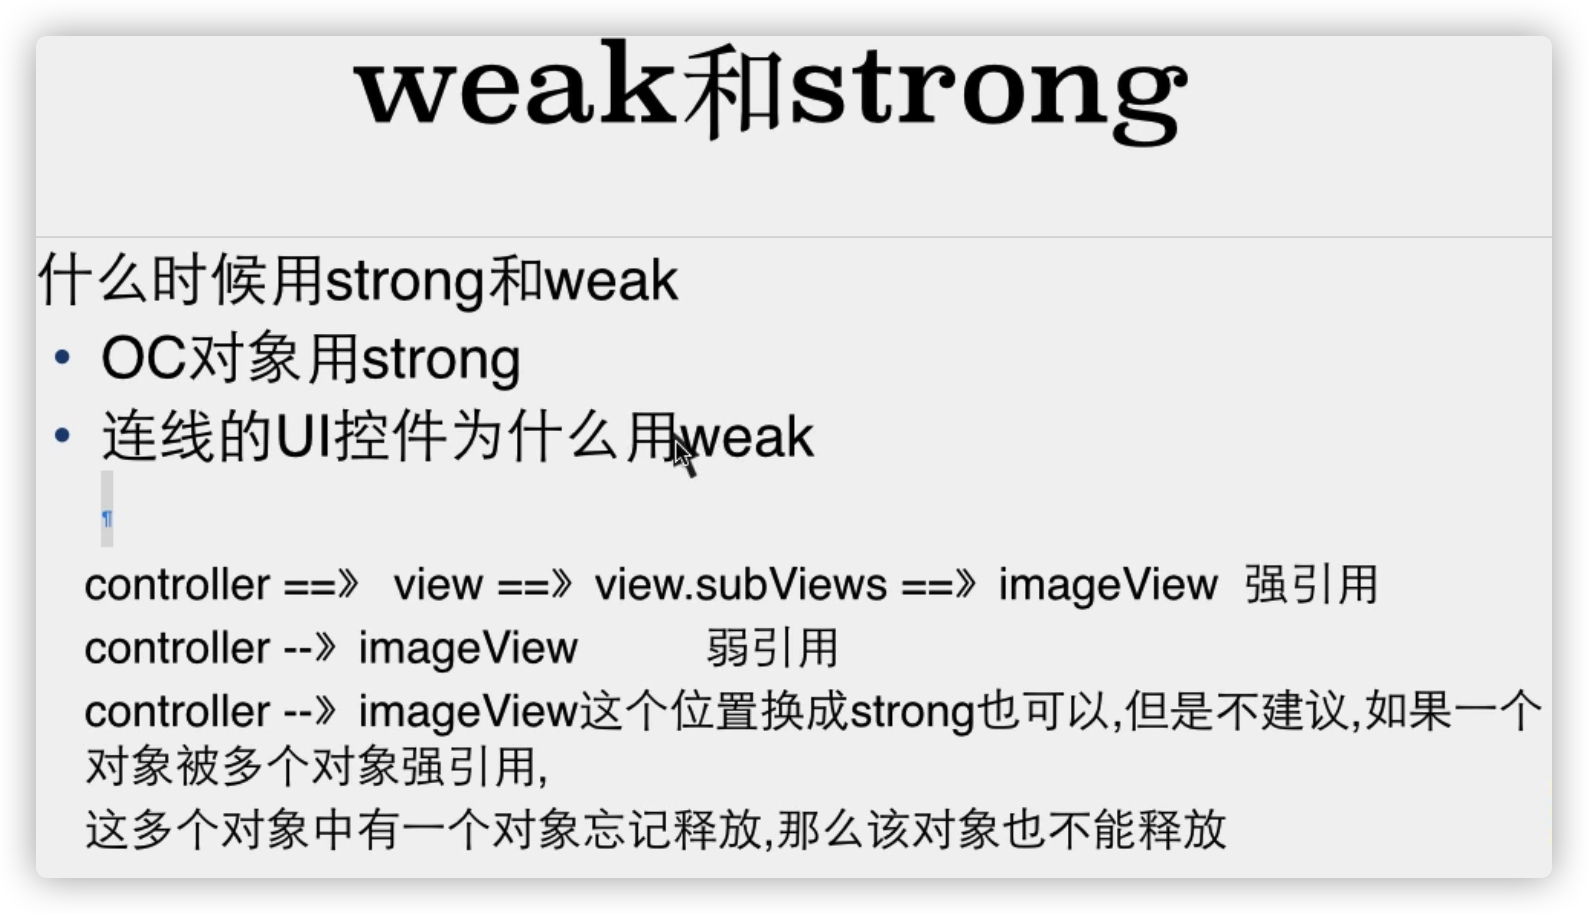 weak和strong
什么时候用strong和weak
• OC对象用strong
• 连线的UI控件为什么用weak
¶
controller ==》 view ==》view.subViews ==》imageView 强引用
controller --》imageView 弱引用
controller --》imageView这个位置换成strong也可以,但是不建议,如果一个
对象被多个对象强引用,
这多个对象中有一个对象忘记释放,那么该对象也不能释放